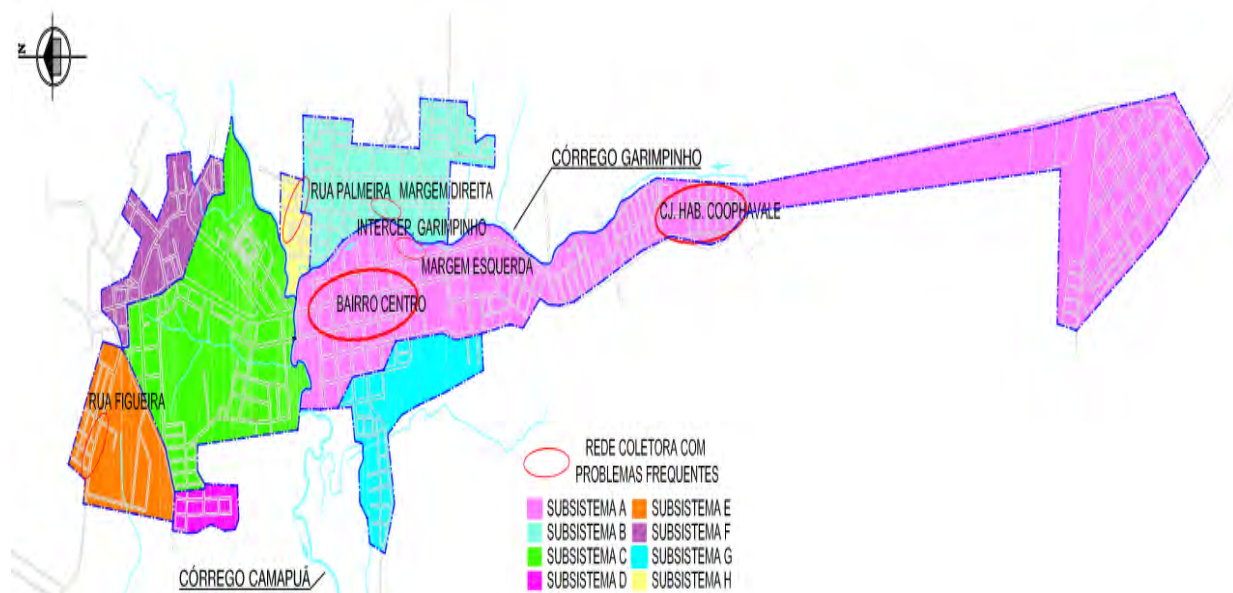 N
CÓRREGO GARIMPINHO
RUA PALMEIRA
MARGEM DIREITA
CJ. HAB. COOPHAVALE
INTERCEP. GARIMPINHO
MARGEM ESQUERDA
BAIRRO CENTRO
RUA FIGUEIRA
REDE COLETORA COM
PROBLEMAS FREQUENTES
SUBSISTEMA A
SUBSISTEMA E
SUBSISTEMA B
SUBSISTEMA F
SUBSISTEMA C
SUBSISTEMA G
SUBSISTEMA D
SUBSISTEMA H
CÓRREGO CAMAPUÃ